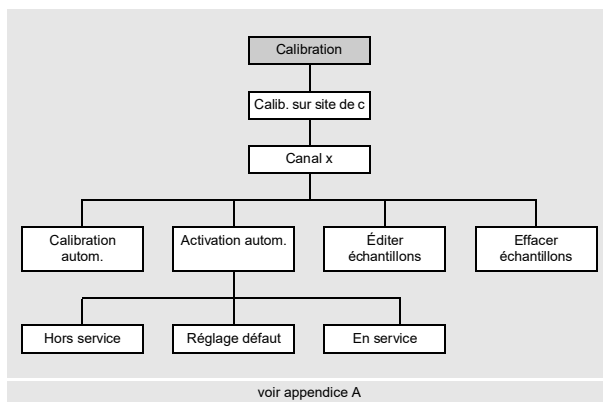 Calibration
Calib. sur site de c
Canal x
Calibration
autom.
Activation autom.
Éditer
échantillons
Effacer
échantillons
Hors service
Réglage défaut
En service
voir appendice A